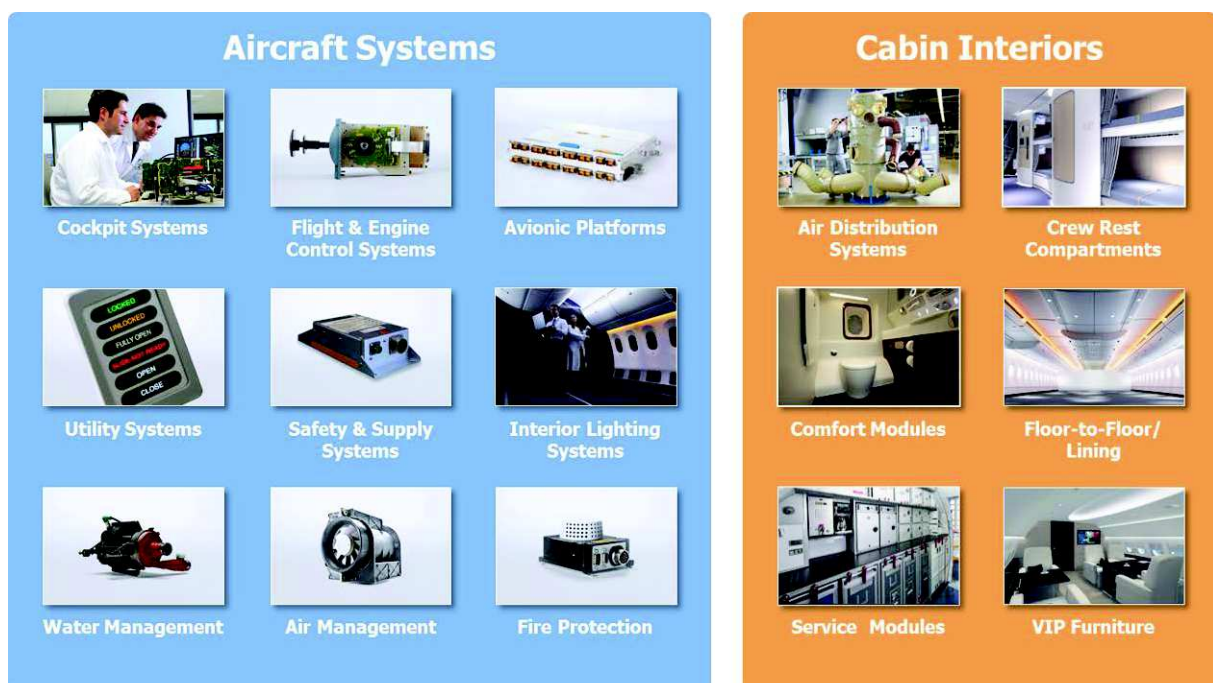 Aircraft Systems
Cockpit Systems
Flight & Engine
Control Systems
Avionic Platforms
LOCKED
UNLOCKED
FULLY OPEN
OPEN
CLOSE
Utility Systems
Safety & Supply
Systems
Interior Lighting
Systems
Water Management
Air Management
Fire Protection
Cabin Interiors
Air Distribution
Systems
Crew Rest
Compartments
Comfort Modules
Floor-to-Floor/
Lining
Service Modules
VIP Furniture